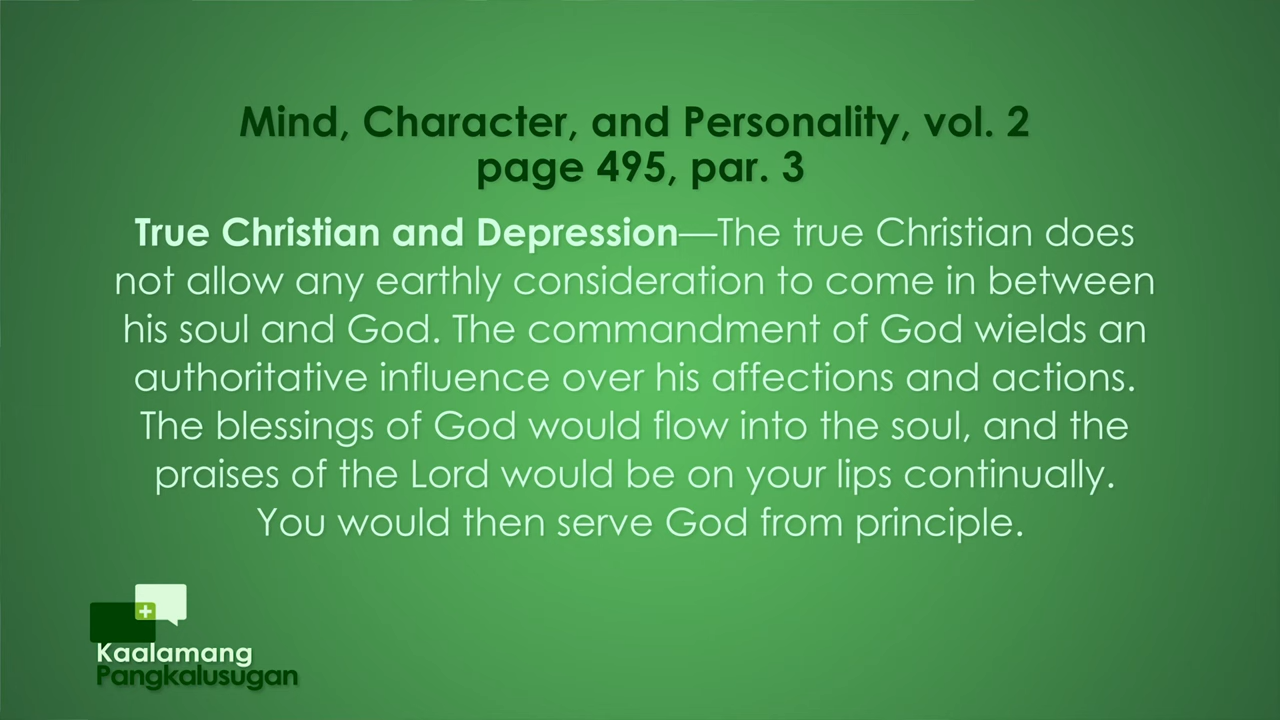 Mind, Character, and Personality, vol. 2
page 495, par. 3
True Christian and Depression—The true Christian does
not allow any earthly consideration to come in between
his soul and God. The commandment of God wields an
authoritative influence over his affections and actions.
The blessings of God would flow into the soul, and the
praises of the Lord would be on your lips continually.
You would then serve God from principle.
Kaalamang
Pangkalusugan